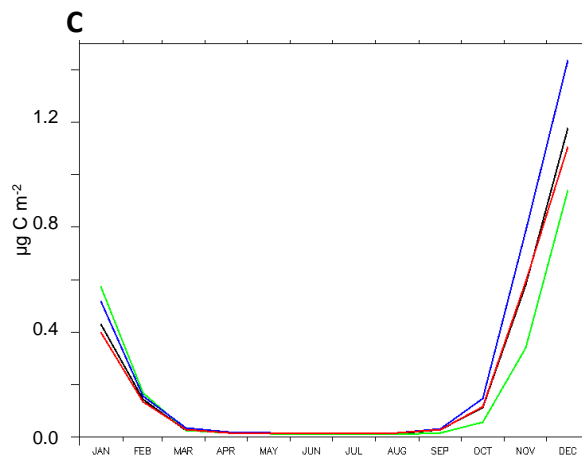 C
1.2
0.8
0.4
0.0
µg C m⁻²
JAN FEB MAR APR MAY JUN JUL AUG SEP OCT NOV DEC